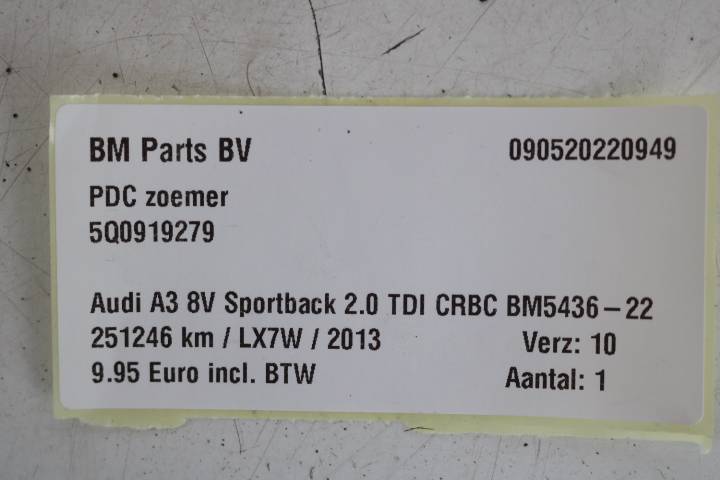 BM Parts BV 090520220949
PDC zoemer
5Q0919279
Audi A3 8V Sportback 2.0 TDI CRBC BM5436-22
251246 km / LX7W / 2013 Verz: 10
9.95 Euro incl. BTW Aantal: 1